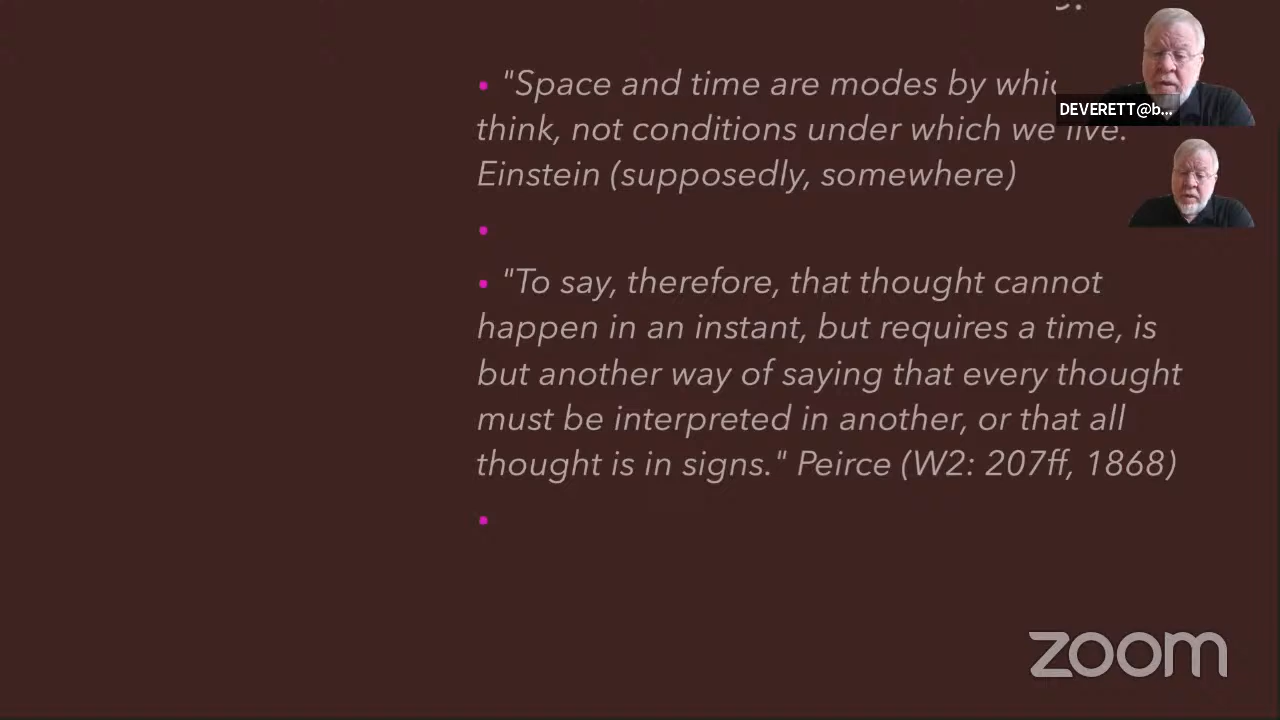 • "Space and time are modes by
think, not conditions under which we live.
Einstein (supposedly, somewhere)
•
• "To say, therefore, that thought cannot
happen in an instant, but requires a time, is
but another way of saying that every thought
must be interpreted in another, or that all
thought is in signs." Peirce (W2: 207ff, 1868)
•
DEVERETT@b...
zoom